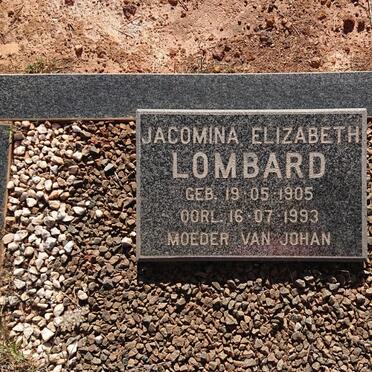 JACOMINA ELIZABETH
LOMBARD
GEB. 19·05·1905
OORL. 16·07·1993
MOEDER VAN JOHAN